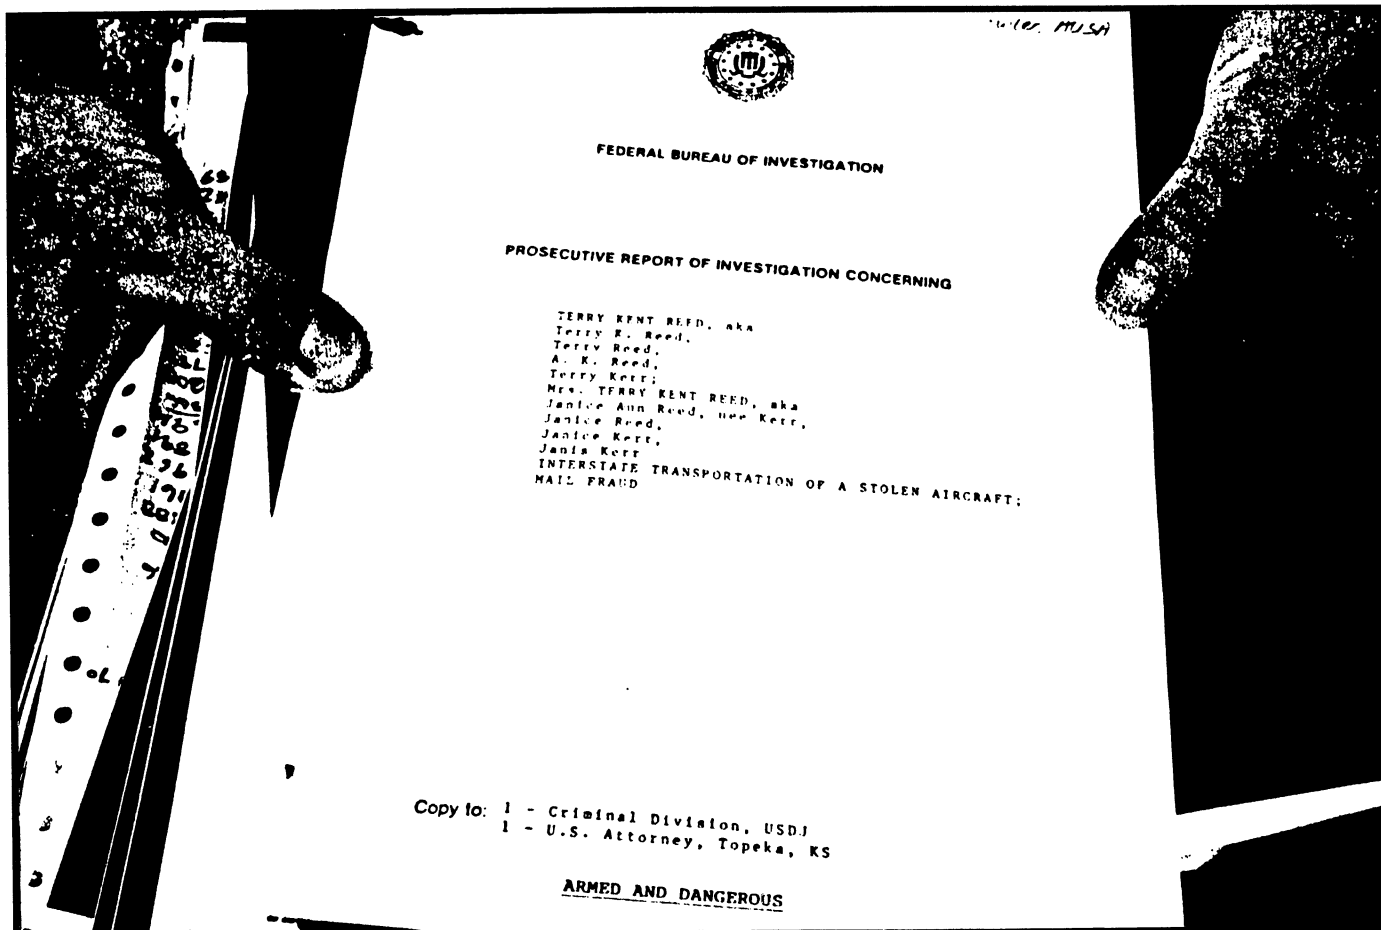 MUSA
FEDERAL BUREAU OF INVESTIGATION
PROSECUTIVE REPORT OF INVESTIGATION CONCERNING
TERRY KENT REED, aka
Terry K. Reed,
Terry Reed,
A. K. Reed,
Terry Kerr;
Mrs. TERRY KENT REED, aka
Janice Ann Reed, nee Kerr,
Janice Reed,
Janice Kerr,
Janis Kerr
INTERSTATE TRANSPORTATION OF A STOLEN AIRCRAFT;
MAIL FRAUD
Copy to: 1 - Criminal Division, USDJ
1 - U.S. Attorney, Topeka, KS
ARMED AND DANGEROUS